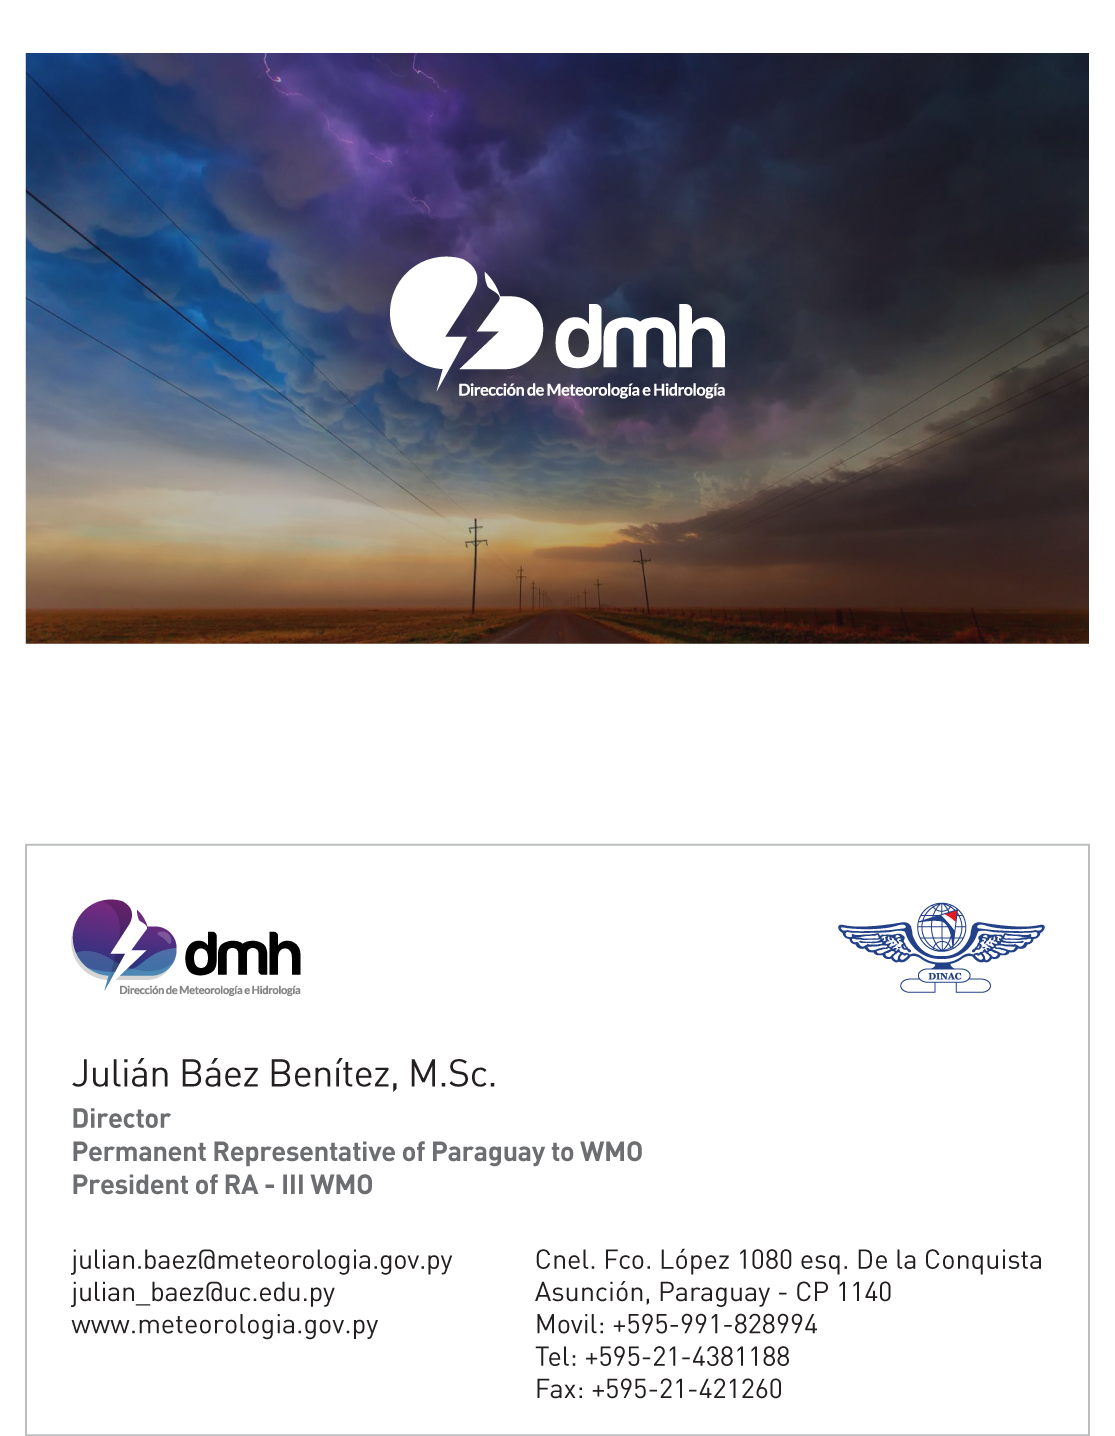 dmh
Dirección de Meteorología e Hidrología
dmh
Dirección de Meteorología e Hidrología
DINAC
Julián Báez Benítez, M.Sc.
Director
Permanent Representative of Paraguay to WMO
President of RA - III WMO
julian.baez@meteorologia.gov.py
julian_baez@uc.edu.py
www.meteorologia.gov.py
Cnel. Fco. López 1080 esq. De la Conquista
Asunción, Paraguay - CP 1140
Movil: +595-991-828994
Tel: +595-21-4381188
Fax: +595-21-421260